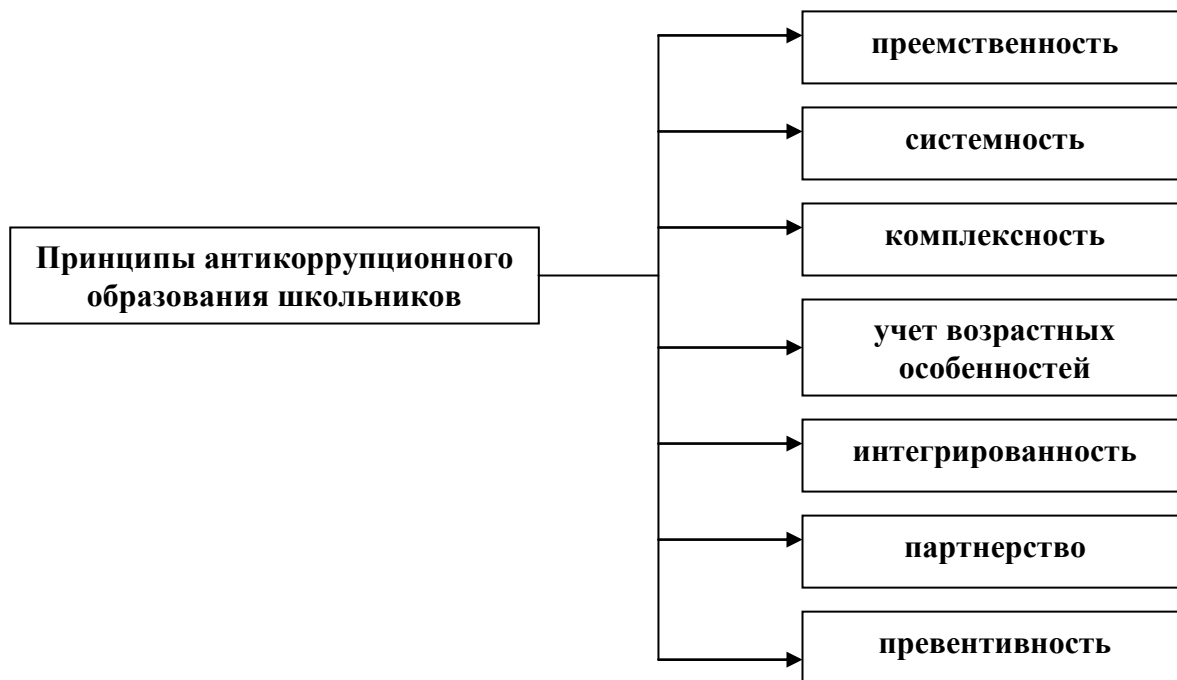 преемственность
системность
комплексность
Принципы антикоррупционного
образования школьников
учет возрастных
особенностей
интегрированность
партнерство
превентивность